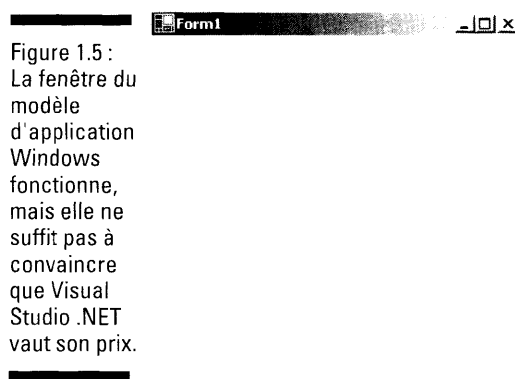 Form1
Figure 1.5 :
La fenêtre du
modèle
d'application
Windows
fonctionne,
mais elle ne
suffit pas à
convaincre
que Visual
Studio .NET
vaut son prix.